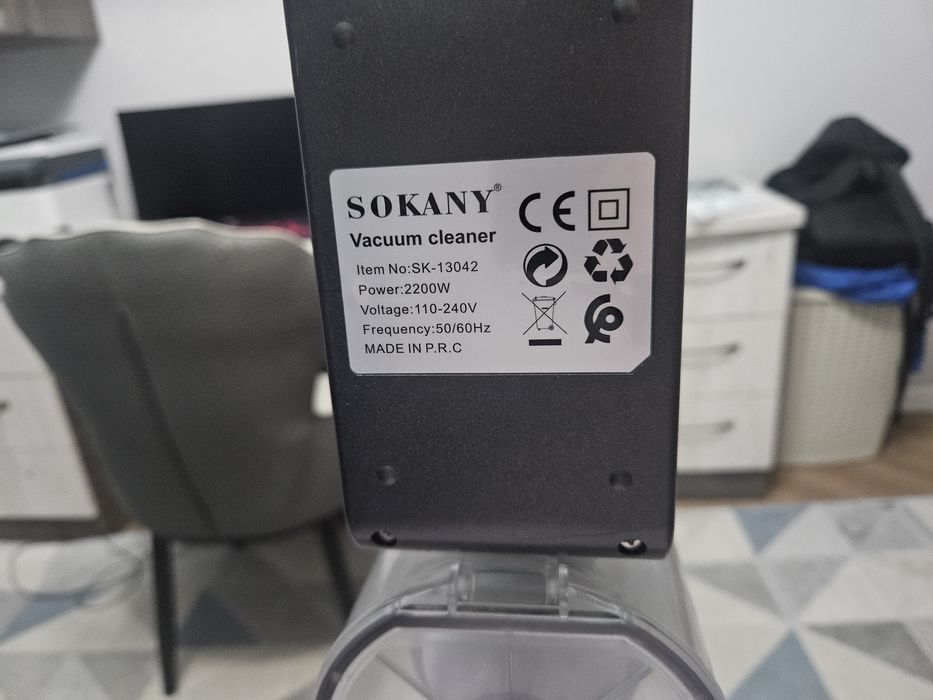 SOKANY®
Vacuum cleaner
Item No:SK-13042
Power:2200W
Voltage:110-240V
Frequency:50/60Hz
MADE IN P.R.C
CE